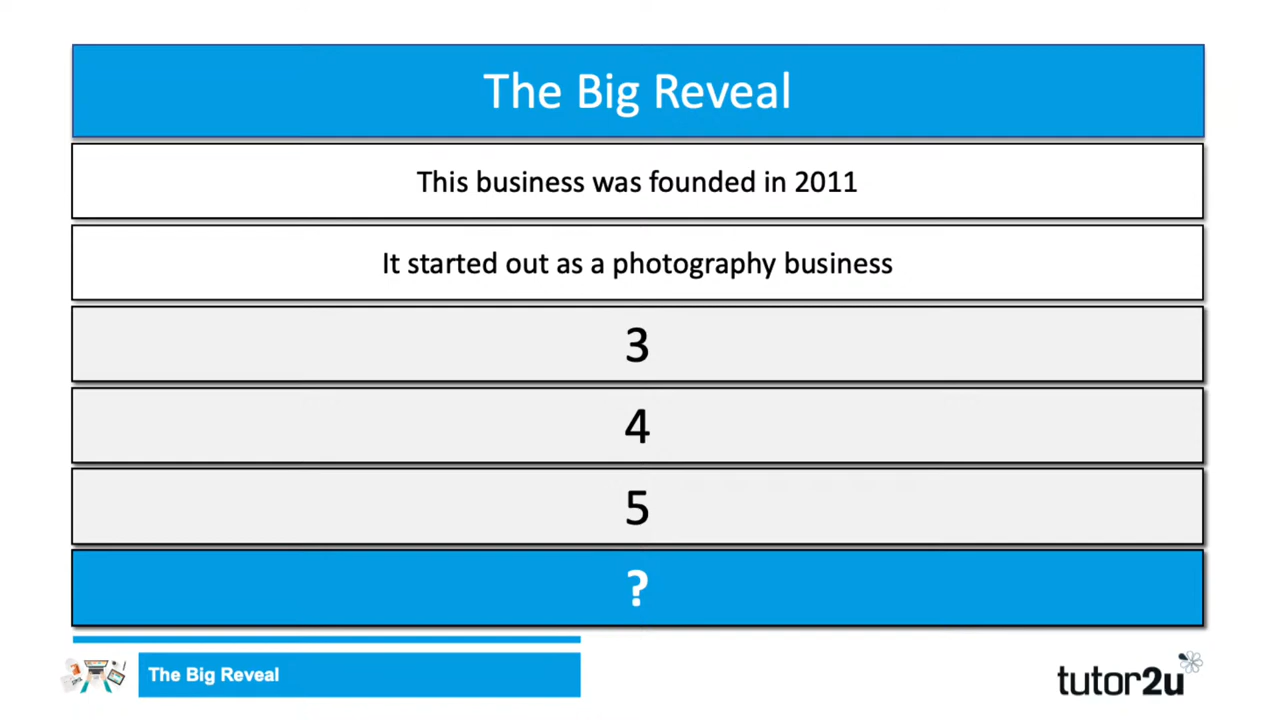 The Big Reveal
This business was founded in 2011
It started out as a photography business
3
4
5
?
The Big Reveal
tutor2u